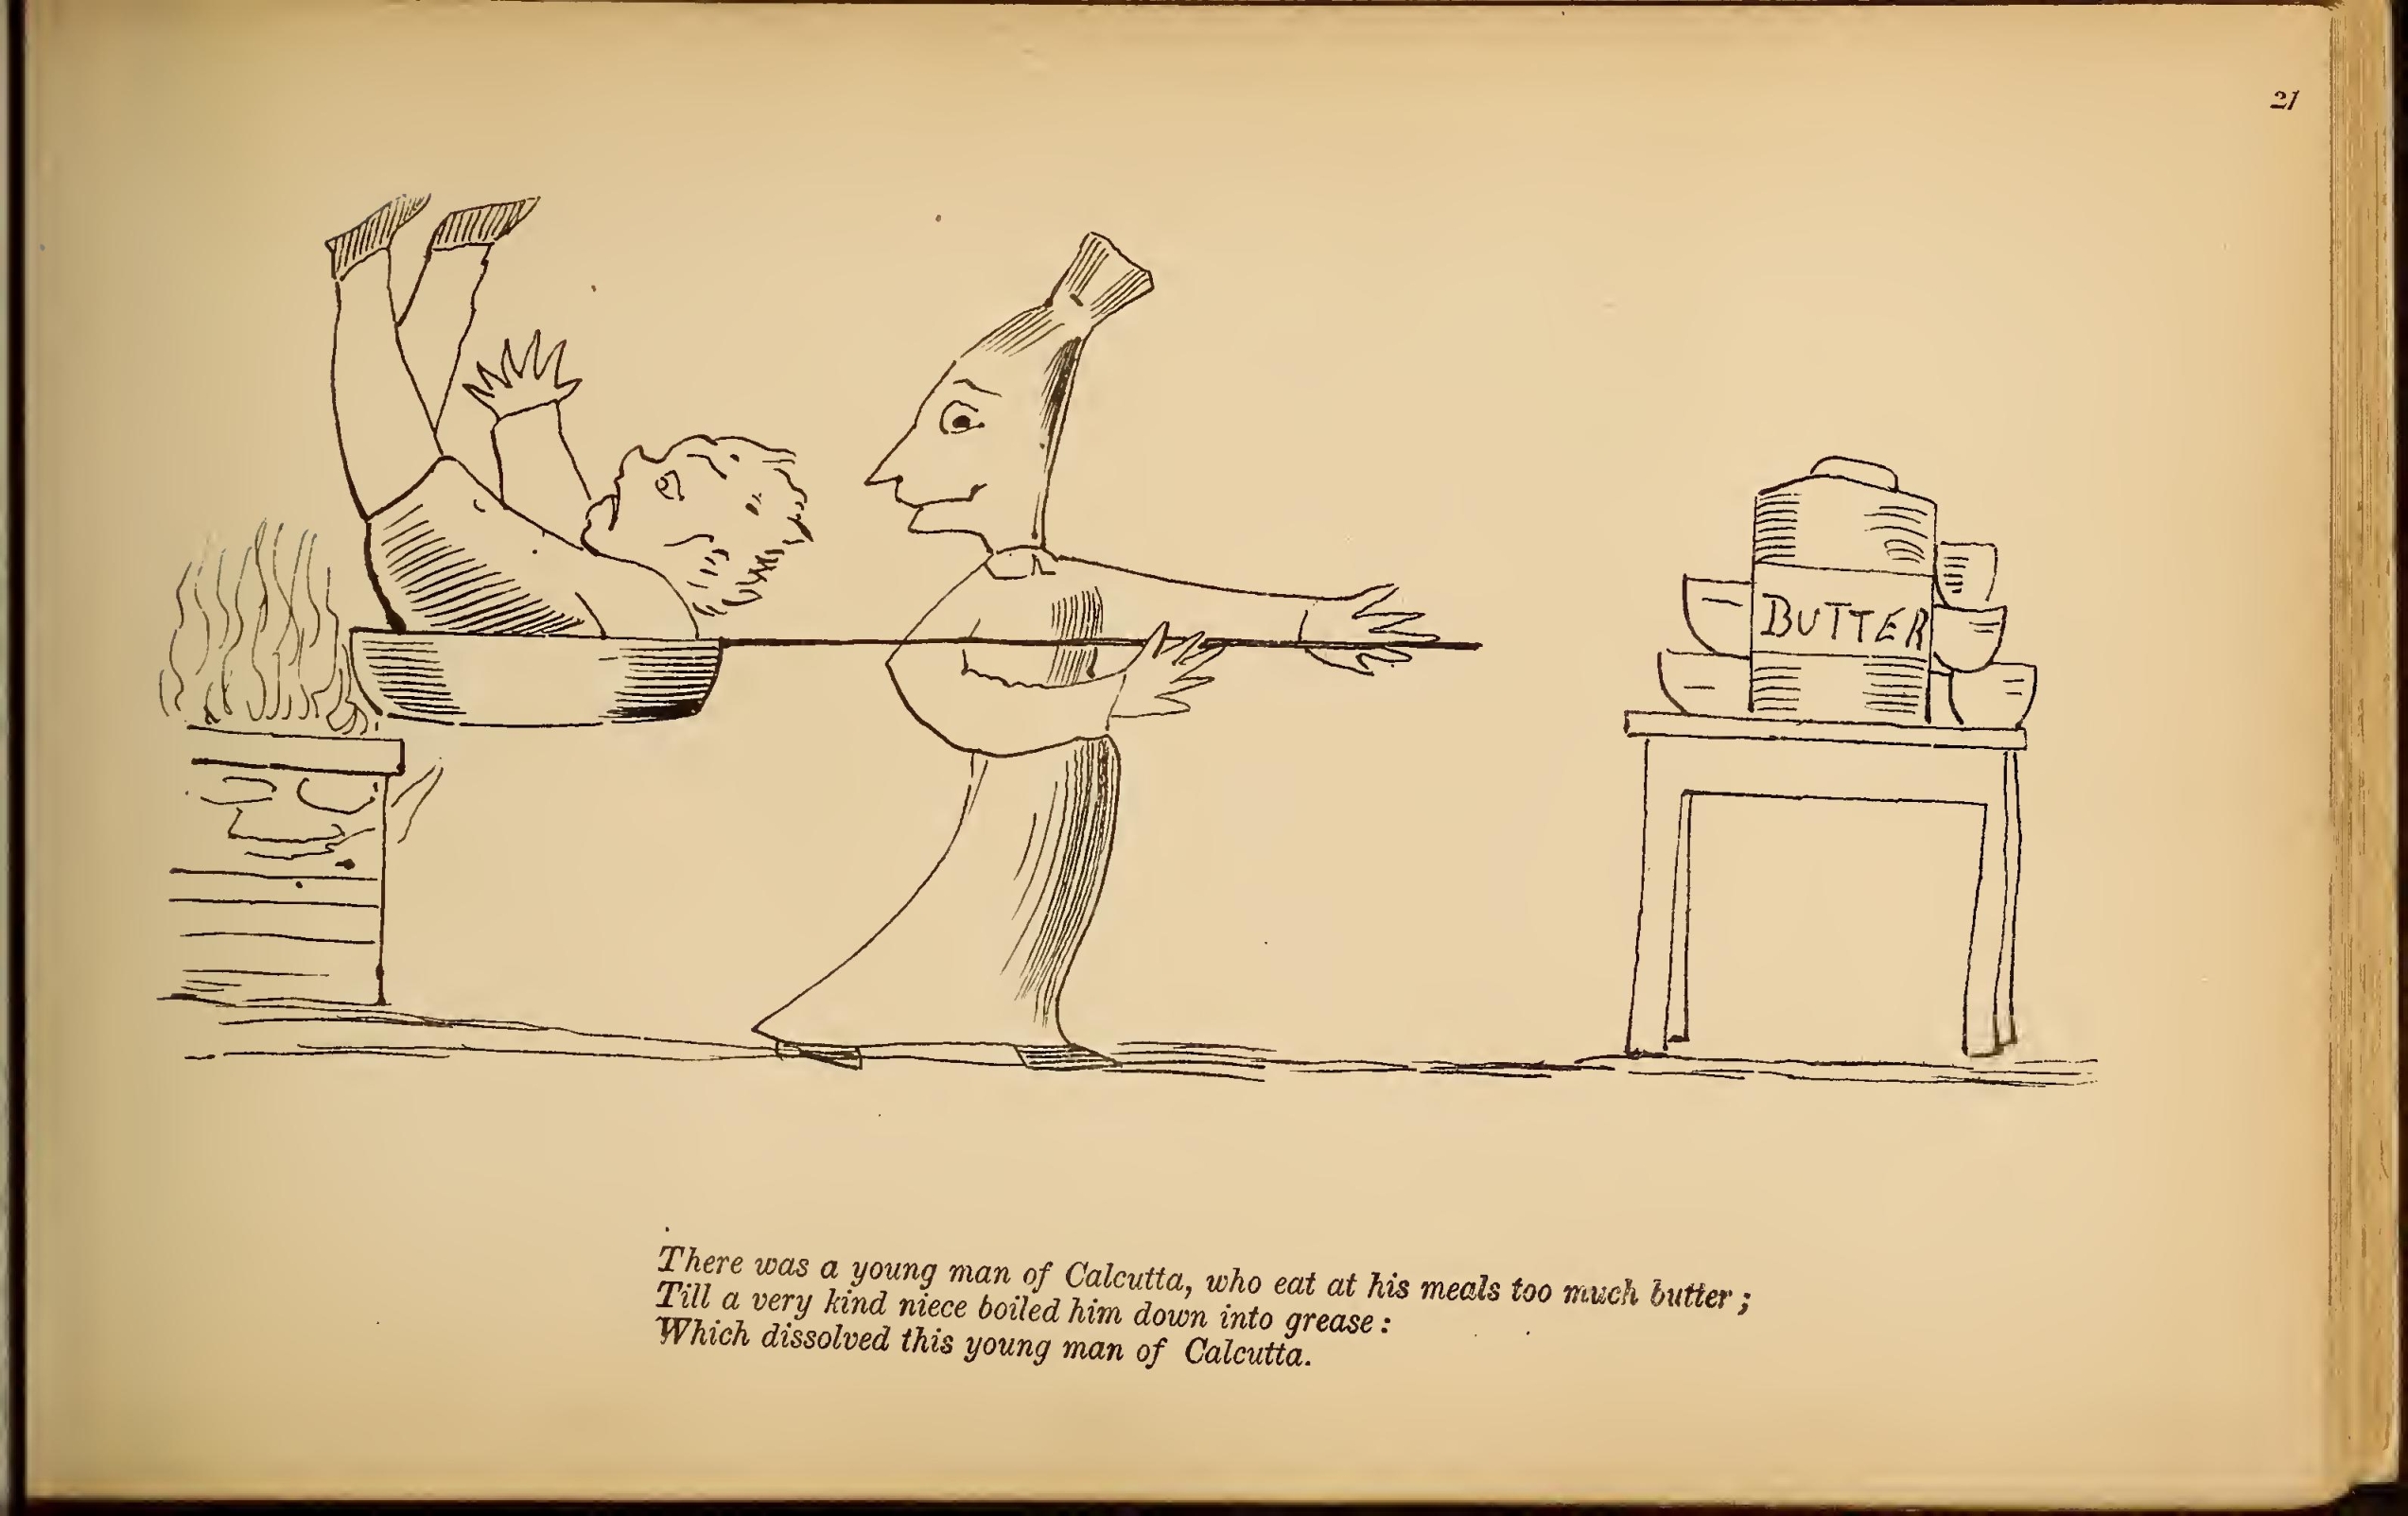 21
BUTTER
There was a young man of Calcutta, who eat at his meals too much butter;
Till a very kind niece boiled him down into grease:
Which dissolved this young man of Calcutta.